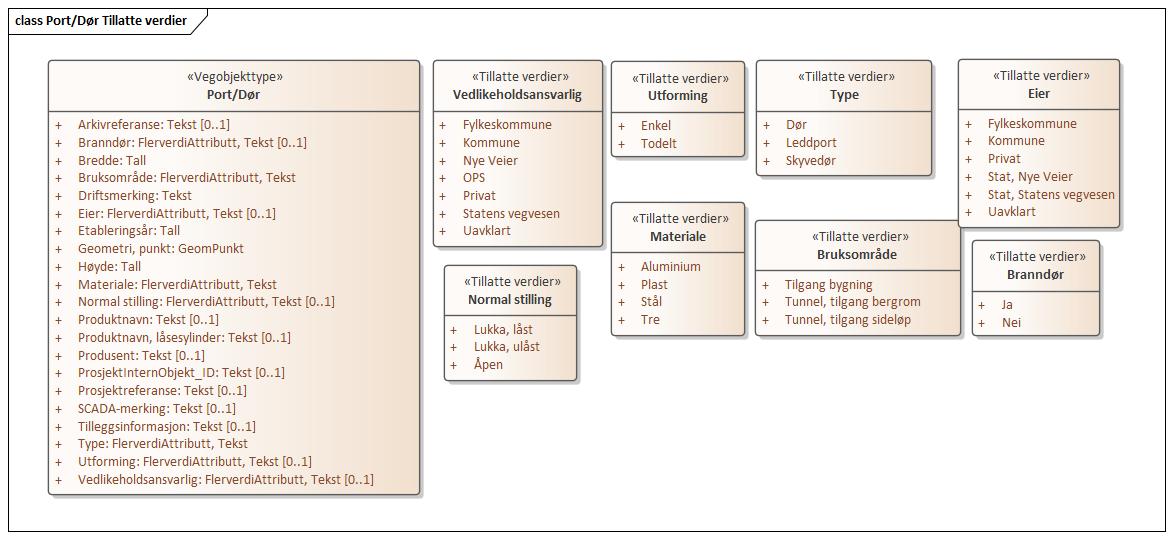 class Port/Dør Tillatte verdier
«Vegobjekttype»
Port/Dør
+ Arkivreferanse: Tekst [0..1]
+ Branndør: FlerverdiAttributt, Tekst [0..1]
+ Bredde: Tall
+ Bruksområde: FlerverdiAttributt, Tekst
+ Driftsmerking: Tekst
+ Eier: FlerverdiAttributt, Tekst [0..1]
+ Etableringsår: Tall
+ Geometri, punkt: GeomPunkt
+ Høyde: Tall
+ Materiale: FlerverdiAttributt, Tekst
+ Normal stilling: FlerverdiAttributt, Tekst [0..1]
+ Produktnavn: Tekst [0..1]
+ Produktnavn, låsesylinder: Tekst [0..1]
+ Produsent: Tekst [0..1]
+ ProsjektInternObjekt_ID: Tekst [0..1]
+ Prosjektreferanse: Tekst [0..1]
+ SCADA-merking: Tekst [0..1]
+ Tilleggsinformasjon: Tekst [0..1]
+ Type: FlerverdiAttributt, Tekst
+ Utforming: FlerverdiAttributt, Tekst [0..1]
+ Vedlikeholdsansvarlig: FlerverdiAttributt, Tekst [0..1]
«Tillatte verdier»
Vedlikeholdsansvarlig
+ Fylkeskommune
+ Kommune
+ Nye Veier
+ OPS
+ Privat
+ Statens vegvesen
+ Uavklart
«Tillatte verdier»
Normal stilling
+ Lukka, låst
+ Lukka, ulåst
+ Åpen
«Tillatte verdier»
Utforming
+ Enkel
+ Todelt
«Tillatte verdier»
Materiale
+ Aluminium
+ Plast
+ Stål
+ Tre
«Tillatte verdier»
Type
+ Dør
+ Leddport
+ Skyvedør
«Tillatte verdier»
Bruksområde
+ Tilgang bygning
+ Tunnel, tilgang bergrom
+ Tunnel, tilgang sideløp
«Tillatte verdier»
Eier
+ Fylkeskommune
+ Kommune
+ Privat
+ Stat, Nye Veier
+ Stat, Statens vegvesen
+ Uavklart
«Tillatte verdier»
Branndør
+ Ja
+ Nei